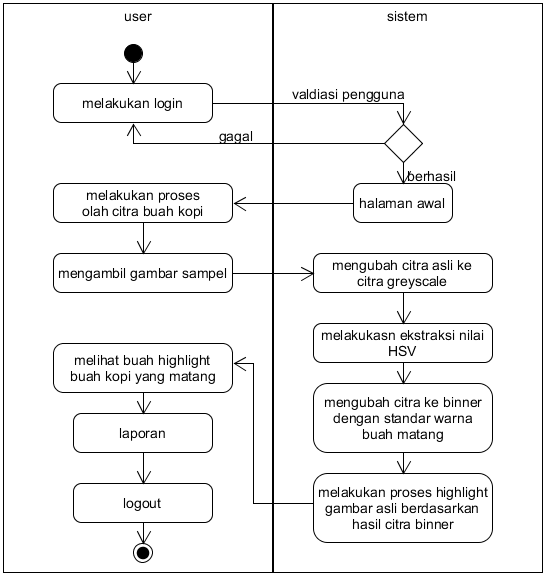 user
sistem
melakukan login
valdiasi pengguna
gagal
berhasil
halaman awal
melakukan proses
olah citra buah kopi
mengambil gambar sampel
mengubah citra asli ke
citra greyscale
melakukasn ekstraksi nilai
HSV
mengubah citra ke binner
dengan standar warna
buah matang
melakukan proses highlight
gambar asli berdasarkan
hasil citra binner
melihat buah highlight
buah kopi yang matang
laporan
logout